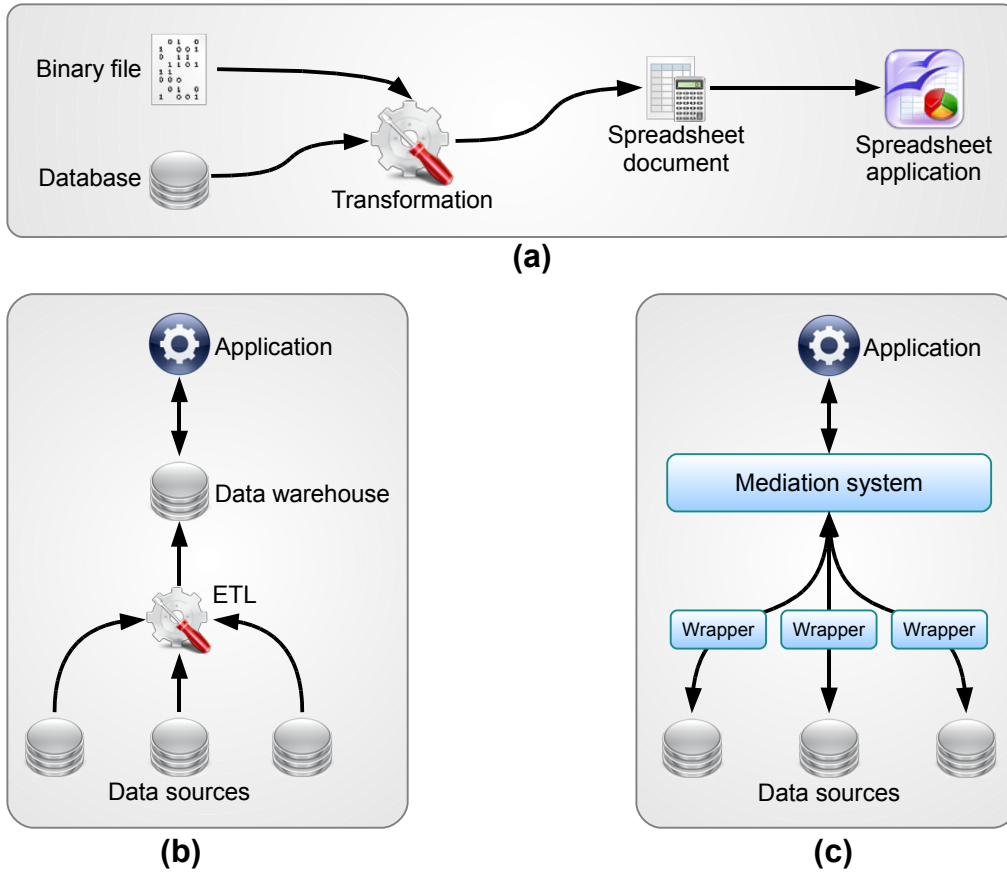 Binary file
Database
Transformation
Spreadsheet
document
Spreadsheet
application
(a)
Application
Data warehouse
ETL
Data sources
(b)
Application
Mediation system
Wrapper
Wrapper
Wrapper
Data sources
(c)